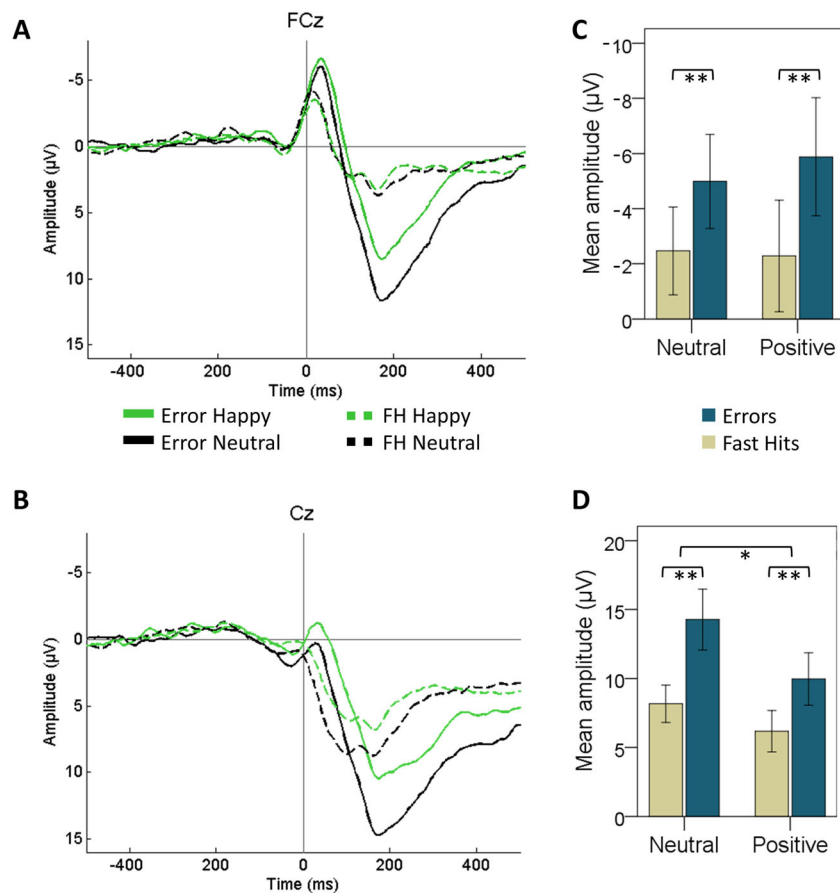 A
FCz
-5
0
5
10
15
Amplitude (µV)
-400
200
0
200
400
Time (ms)
Error Happy
FH Happy
Error Neutral
FH Neutral
B
Cz
-5
0
5
10
15
Amplitude (µV)
-400
200
0
200
400
Time (ms)
C
-10
-8
-6
-4
-2
0
Mean amplitude (µV)
**
**
Neutral
Positive
Errors
Fast Hits
D
20
15
10
5
0
Mean amplitude (µV)
*
**
**
Neutral
Positive